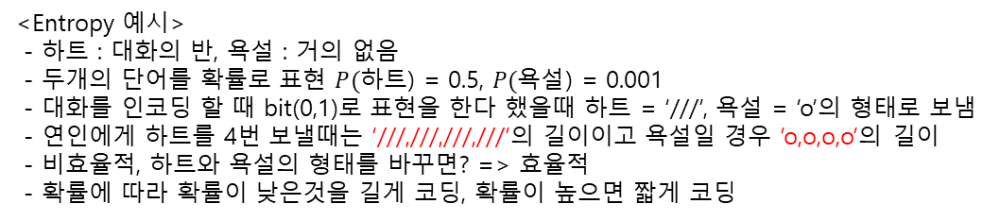 <Entropy 예시>
- 하트 : 대화의 반, 욕설 : 거의 없음
- 두개의 단어를 확률로 표현 𝑃(하트) = 0.5, 𝑃(욕설) = 0.001
- 대화를 인코딩 할 때 bit(0,1)로 표현을 한다 했을때 하트 = ‘///’, 욕설 = ‘o’의 형태로 보냄
- 연인에게 하트를 4번 보낼때는 ‘///,///,///,///‘의 길이이고 욕설일 경우 ‘o,o,o,o‘의 길이
- 비효율적, 하트와 욕설의 형태를 바꾸면? => 효율적
- 확률에 따라 확률이 낮은것을 길게 코딩, 확률이 높으면 짧게 코딩